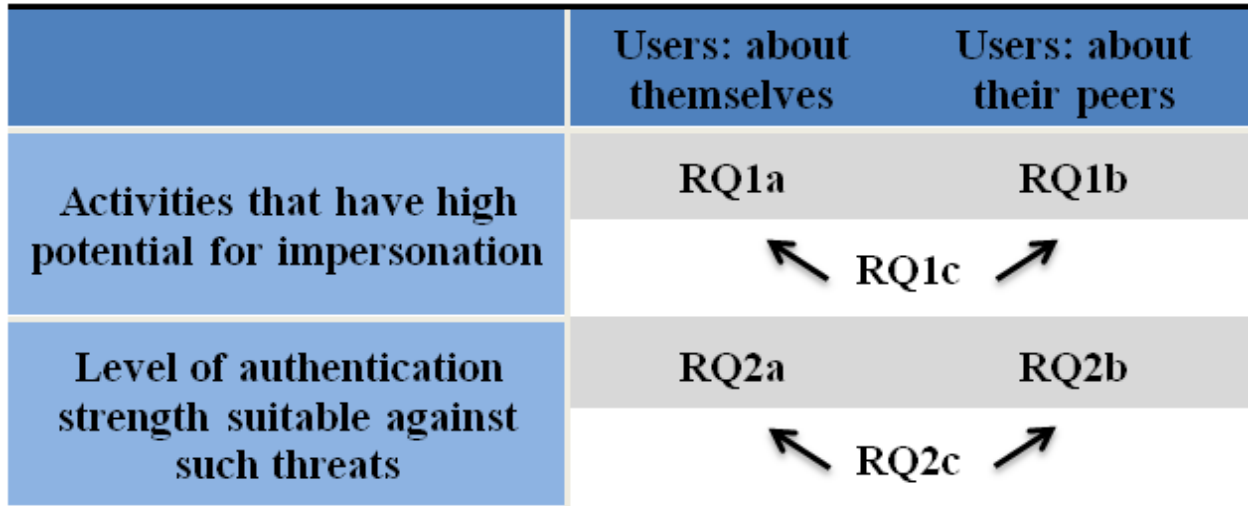 Users: about
themselves
Users: about
their peers
Activities that have high
potential for impersonation
RQ1a
RQ1b
RQ1c
Level of authentication
strength suitable against
such threats
RQ2a
RQ2b
RQ2c